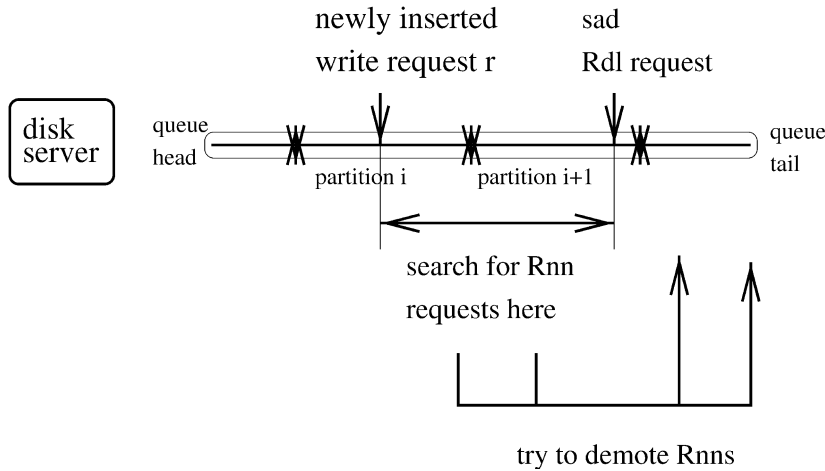 newly inserted
write request r
sad
Rdl request
disk
server
queue
head
queue
tail
partition i
partition i+1
search for Rnn
requests here
try to demote Rnns